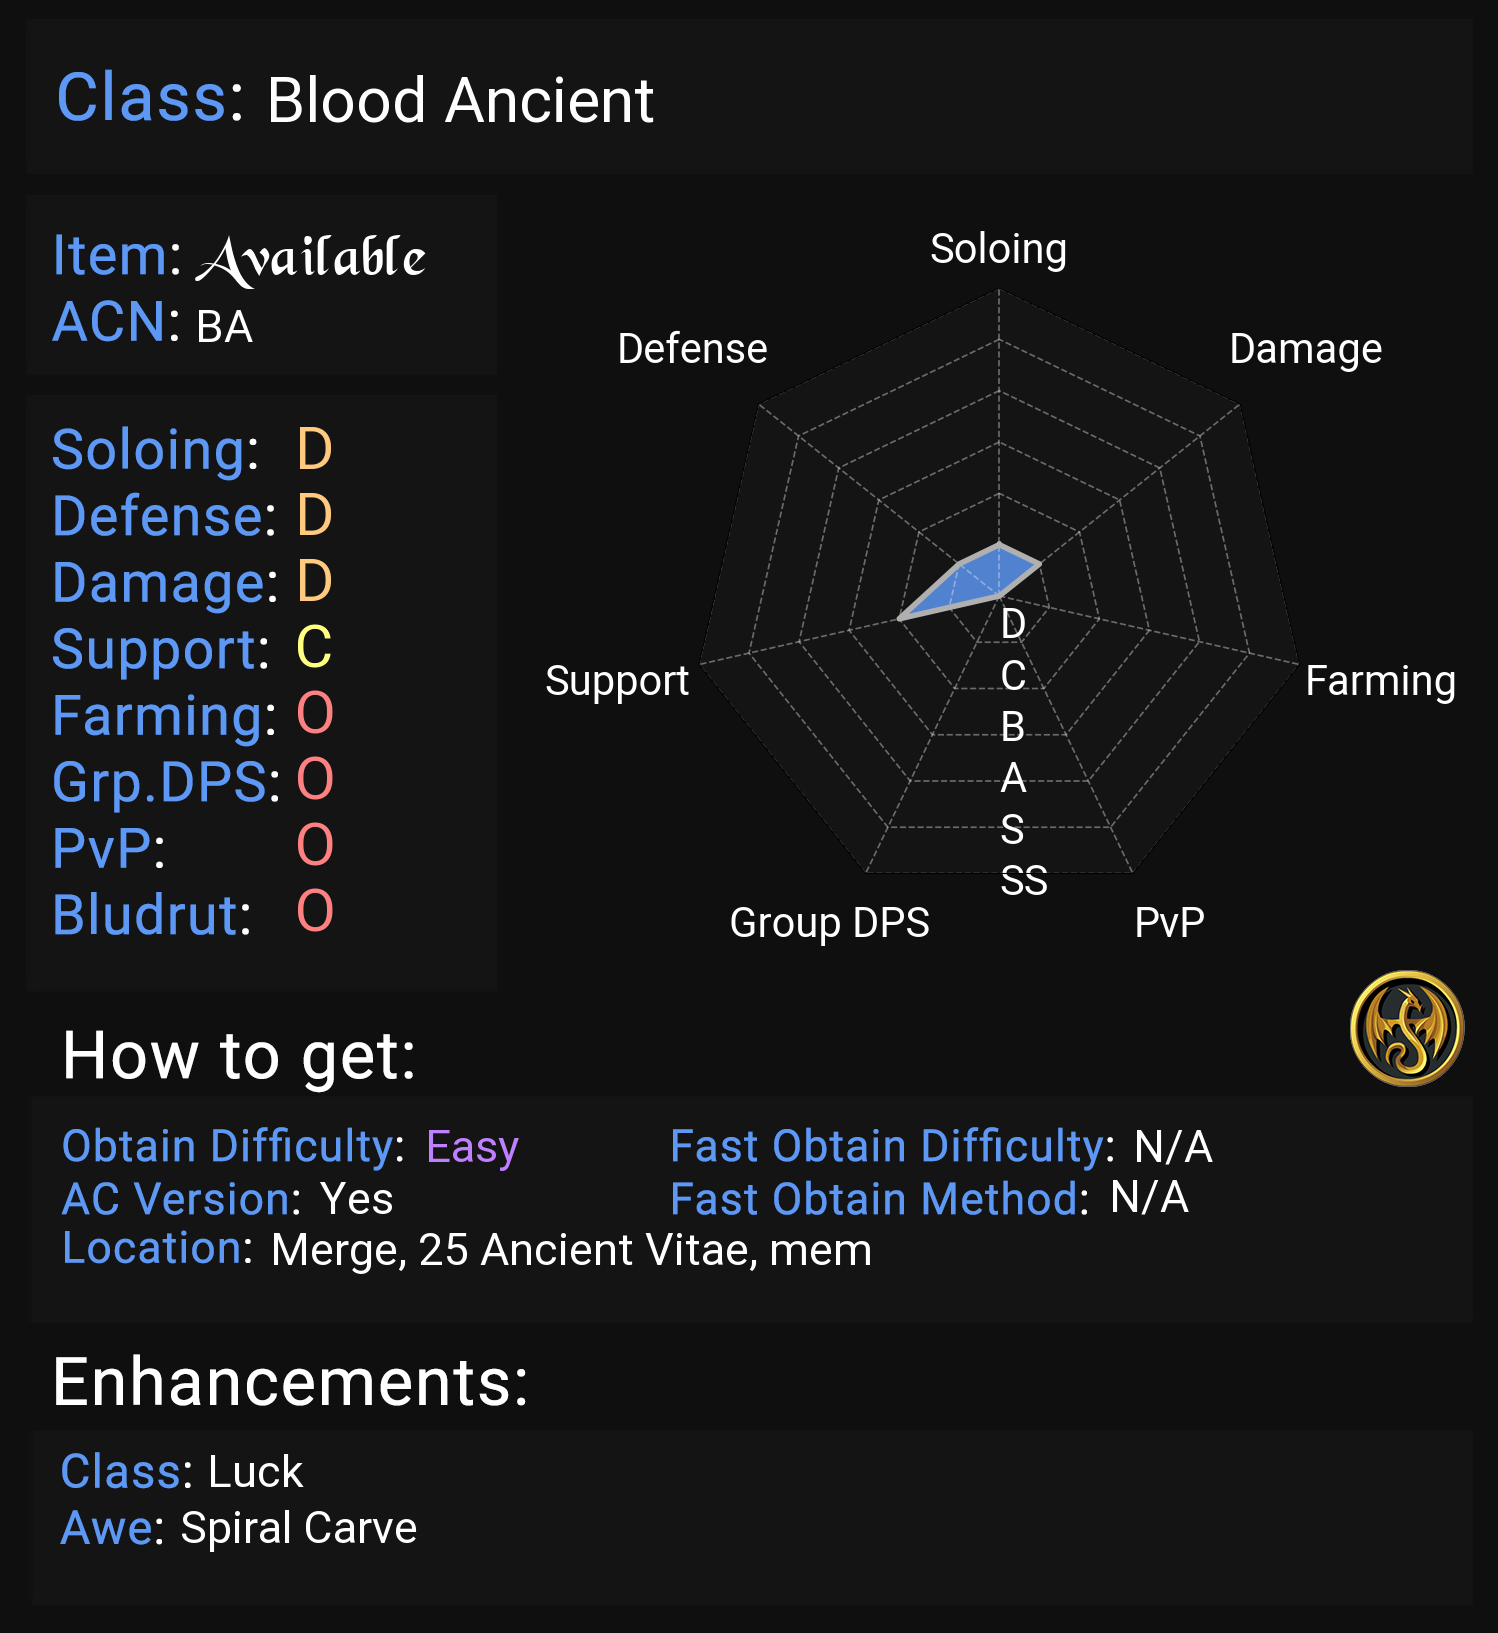 Class: Blood Ancient
Item: Available
ACN: BA
Soloing: D
Defense: D
Damage: D
Support: C
Farming: O
Grp.DPS: O
PvP: O
Bludrut: O
Soloing
Defense
Damage
Support
Farming
Group DPS
PvP
D
C
B
A
S
SS
How to get:
Obtain Difficulty: Easy
Fast Obtain Difficulty: N/A
AC Version: Yes
Fast Obtain Method: N/A
Location: Merge, 25 Ancient Vitae, mem
Enhancements:
Class: Luck
Awe: Spiral Carve